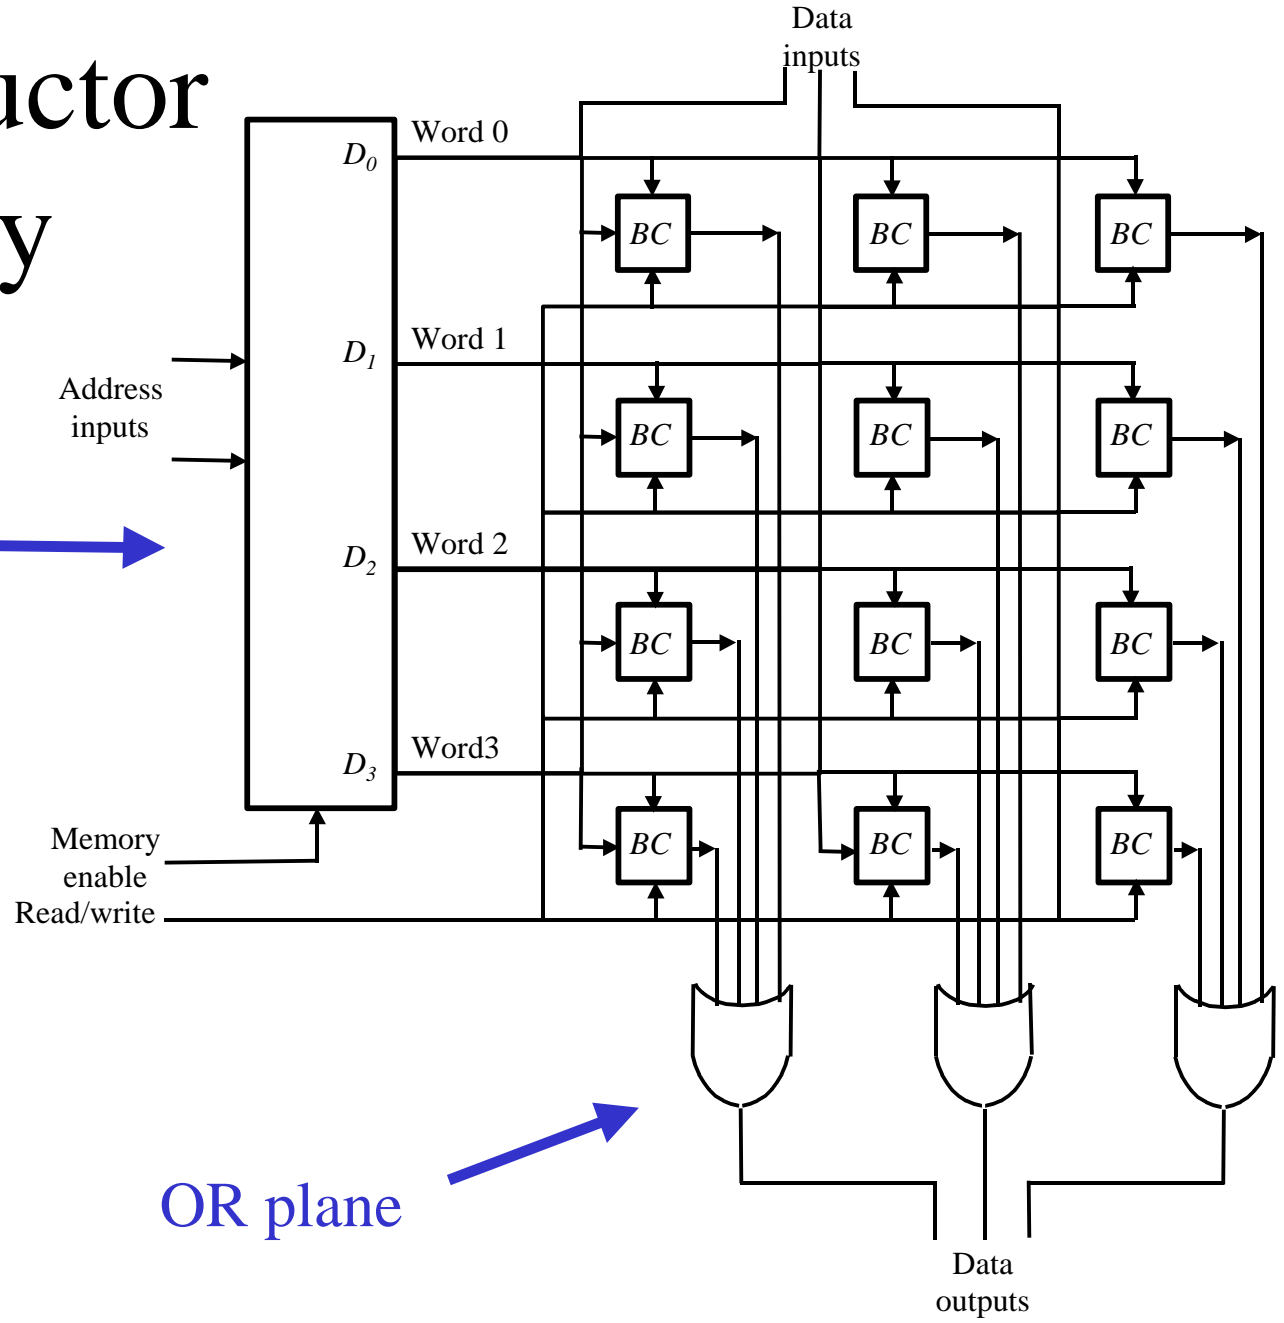 Data
inputs
uctor
y
Word 0
D0
BC BC BC
Word 1
D1
Address
inputs
BC BC BC
Word 2
D2
BC BC BC
Word3
D3
BC BC BC
Memory
enable
Read/write
OR plane
Data
outputs